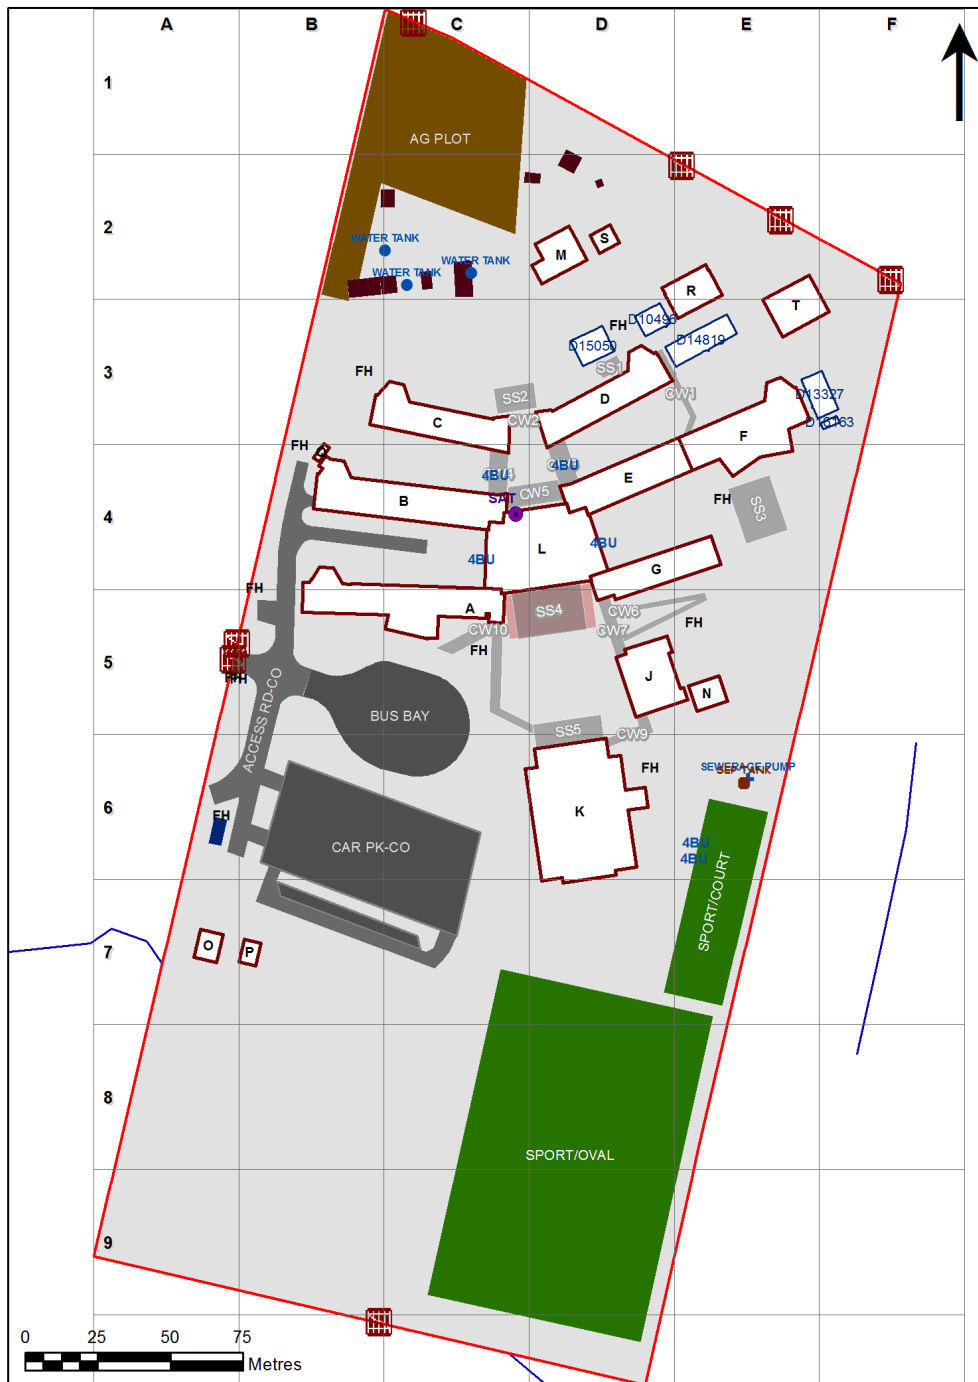 A B C D E F
1
AG PLOT
2
S
M
WATER TANK
WATER TANK
WATER TANK
R
T
D10496
FH
D14819
D15050
3
FH
SS1
D13327
CW1
SS2
D
D16163
CW2
C
F
FH
Q
4BU
4BU
E
CW5
SAT
FH
SS3
B
4
4BU
L
4BU
G
FH
A
SS4
CW6
CW10
CW7
FH
FH
5
FH
FH
J
N
ACCESS RD-CO
BUS BAY
SS5
CW9
FH
SEWERAGE PUMP
SEP TANK
6
FH
K
CAR PK-CO
4BU
4BU
SPORT/COURT
7
O
P
8
SPORT/OVAL
9
0 25 50 75
Metres